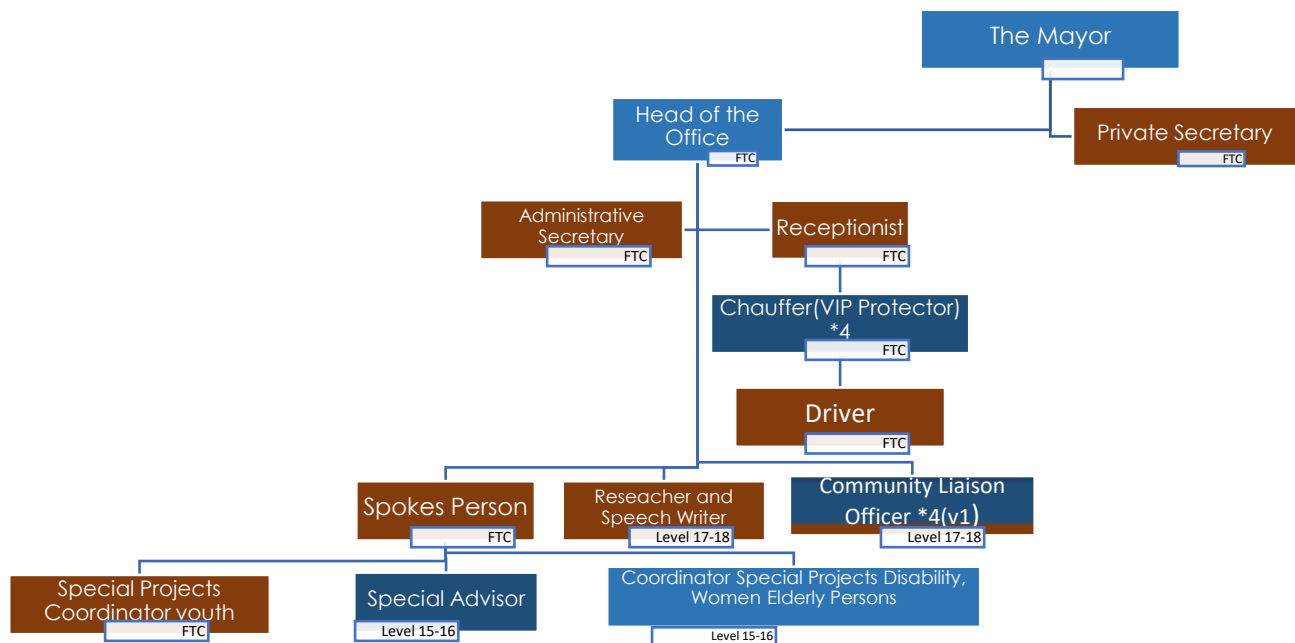 The Mayor
Head of the
Office
FTC
Private Secretary
FTC
Administrative
Secretary
FTC
Receptionist
FTC
Chauffer(VIP Protector)
*4
FTC
Driver
FTC
Spokes Person
FTC
Reseacher and
Speech Writer
Level 17-18
Community Liaison
Officer *4(v1)
Level 17-18
Special Projects
Coordinator youth
FTC
Special Advisor
Level 15-16
Coordinator Special Projects Disability,
Women Elderly Persons
Level 15-16